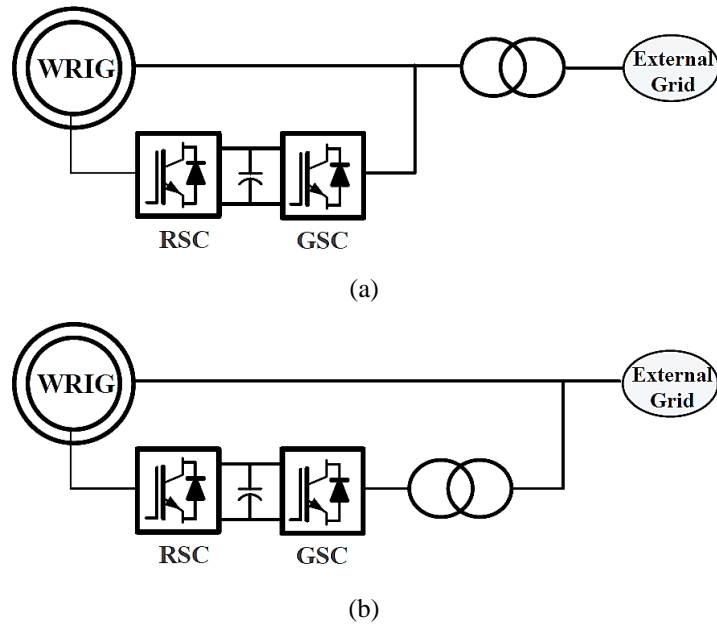 WRIG
External
Grid
RSC
GSC
(a)
WRIG
External
Grid
RSC
GSC
(b)